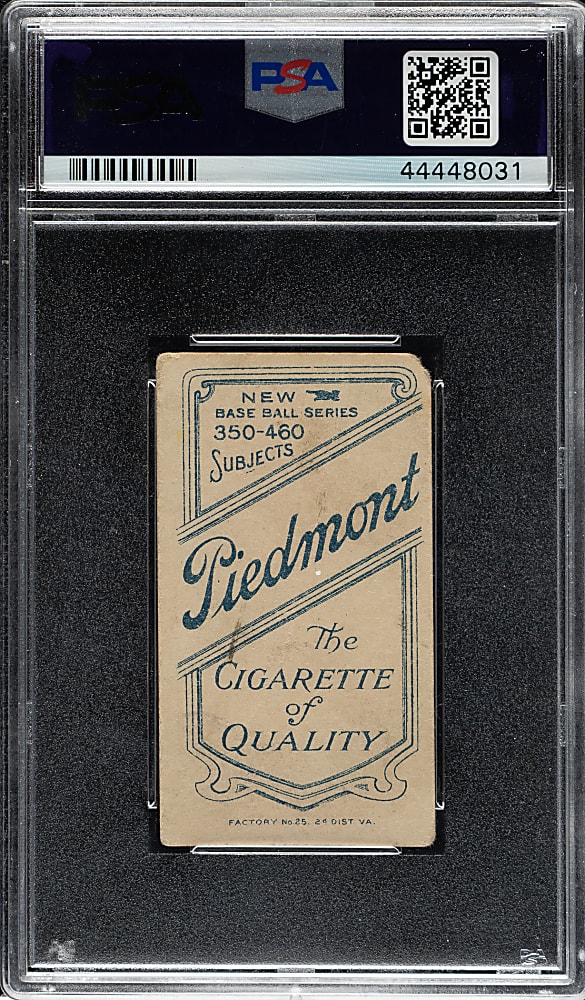 PSA
PSA
44448031
NEW
BASE BALL SERIES
350-460
SUBJECTS
Piedmont
The
CIGARETTE
of
QUALITY
FACTORY No. 25. 2d DIST VA.